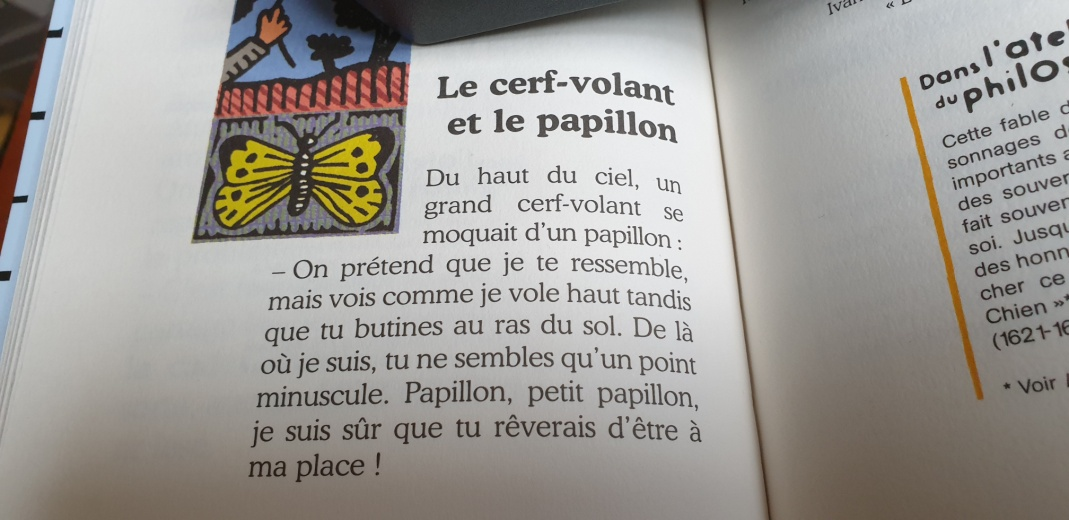 Le cerf-volant
et le papillon
Du haut du ciel, un
grand cerf-volant se
moquait d'un papillon :
– On prétend que je te ressemble,
mais vois comme je vole haut tandis
que tu butines au ras du sol. De là
où je suis, tu ne sembles qu'un point
minuscule. Papillon, petit papillon,
je suis sûr que tu rêverais d'être à
ma place !
Dans l'ate
du philos
Cette fable d
sonnages d
importants a
des souver
fait souver
soi. Jusqu
des honn
cher ce
Chien »*
(1621-16
* Voir